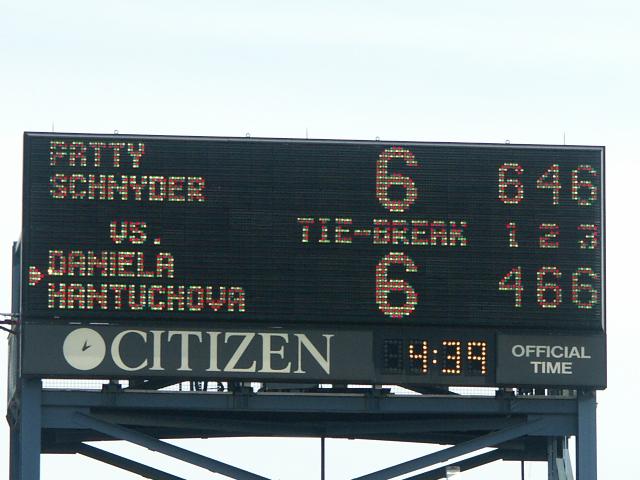 PATTY
SCHNYDER 6 6 4 6
VS. TIE-BREAK 1 2 3
DANIELA
HANTUCHOVA 6 4 6 6
CITIZEN 4:39 OFFICIAL
TIME